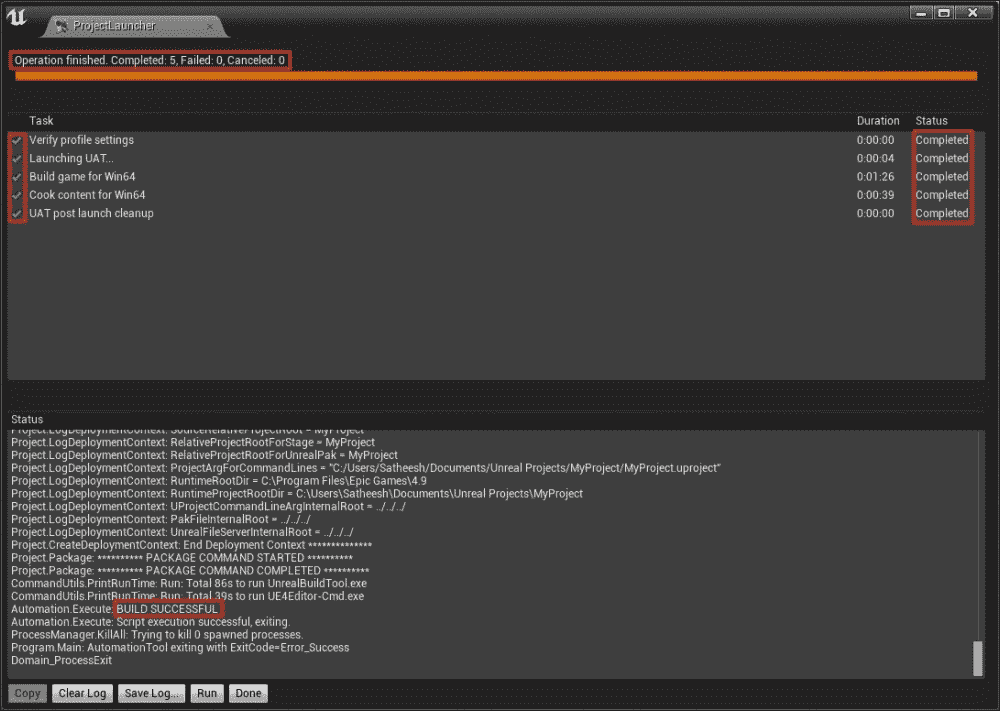 ProjectLauncher
Operation finished. Completed: 5, Failed: 0, Canceled: 0
Task Duration Status
Verify profile settings 0:00:00 Completed
Launching UAT... 0:00:04 Completed
Build game for Win64 0:01:26 Completed
Cook content for Win64 0:00:39 Completed
UAT post launch cleanup 0:00:00 Completed
Status
Project.LogDeploymentContext: SourceRelativeProjectRoot = MyProject
Project.LogDeploymentContext: RelativeProjectRootForStage = MyProject
Project.LogDeploymentContext: RelativeProjectRootForUnrealPak = MyProject
Project.LogDeploymentContext: ProjectArgForCommandLines = "C:/Users/Satheesh/Documents/Unreal Projects/MyProject/MyProject.uproject"
Project.LogDeploymentContext: RuntimeRootDir = C:\Program Files\Epic Games\4.9
Project.LogDeploymentContext: RuntimeProjectRootDir = C:\Users\Satheesh\Documents\Unreal Projects\MyProject
Project.LogDeploymentContext: UProjectCommandLineArgInternalRoot = ../../../
Project.LogDeploymentContext: PakFileInternalRoot = ../../../
Project.LogDeploymentContext: UnrealFileServerInternalRoot = ../../../
Project.CreateDeploymentContext: End Deployment Context **************
Project.Package: ********** PACKAGE COMMAND STARTED **********
Project.Package: ********** PACKAGE COMMAND COMPLETED **********
CommandUtils.PrintRunTime: Run: Total 86s to run UnrealBuildTool.exe
CommandUtils.PrintRunTime: Run: Total 39s to run UE4Editor-Cmd.exe
Automation.Execute: BUILD SUCCESSFUL
Automation.Execute: Script execution successful, exiting.
ProcessManager.KillAll: Trying to kill 0 spawned processes.
Program.Main: AutomationTool exiting with ExitCode=Error_Success
Domain_ProcessExit
Copy Clear Log Save Log... Run Done